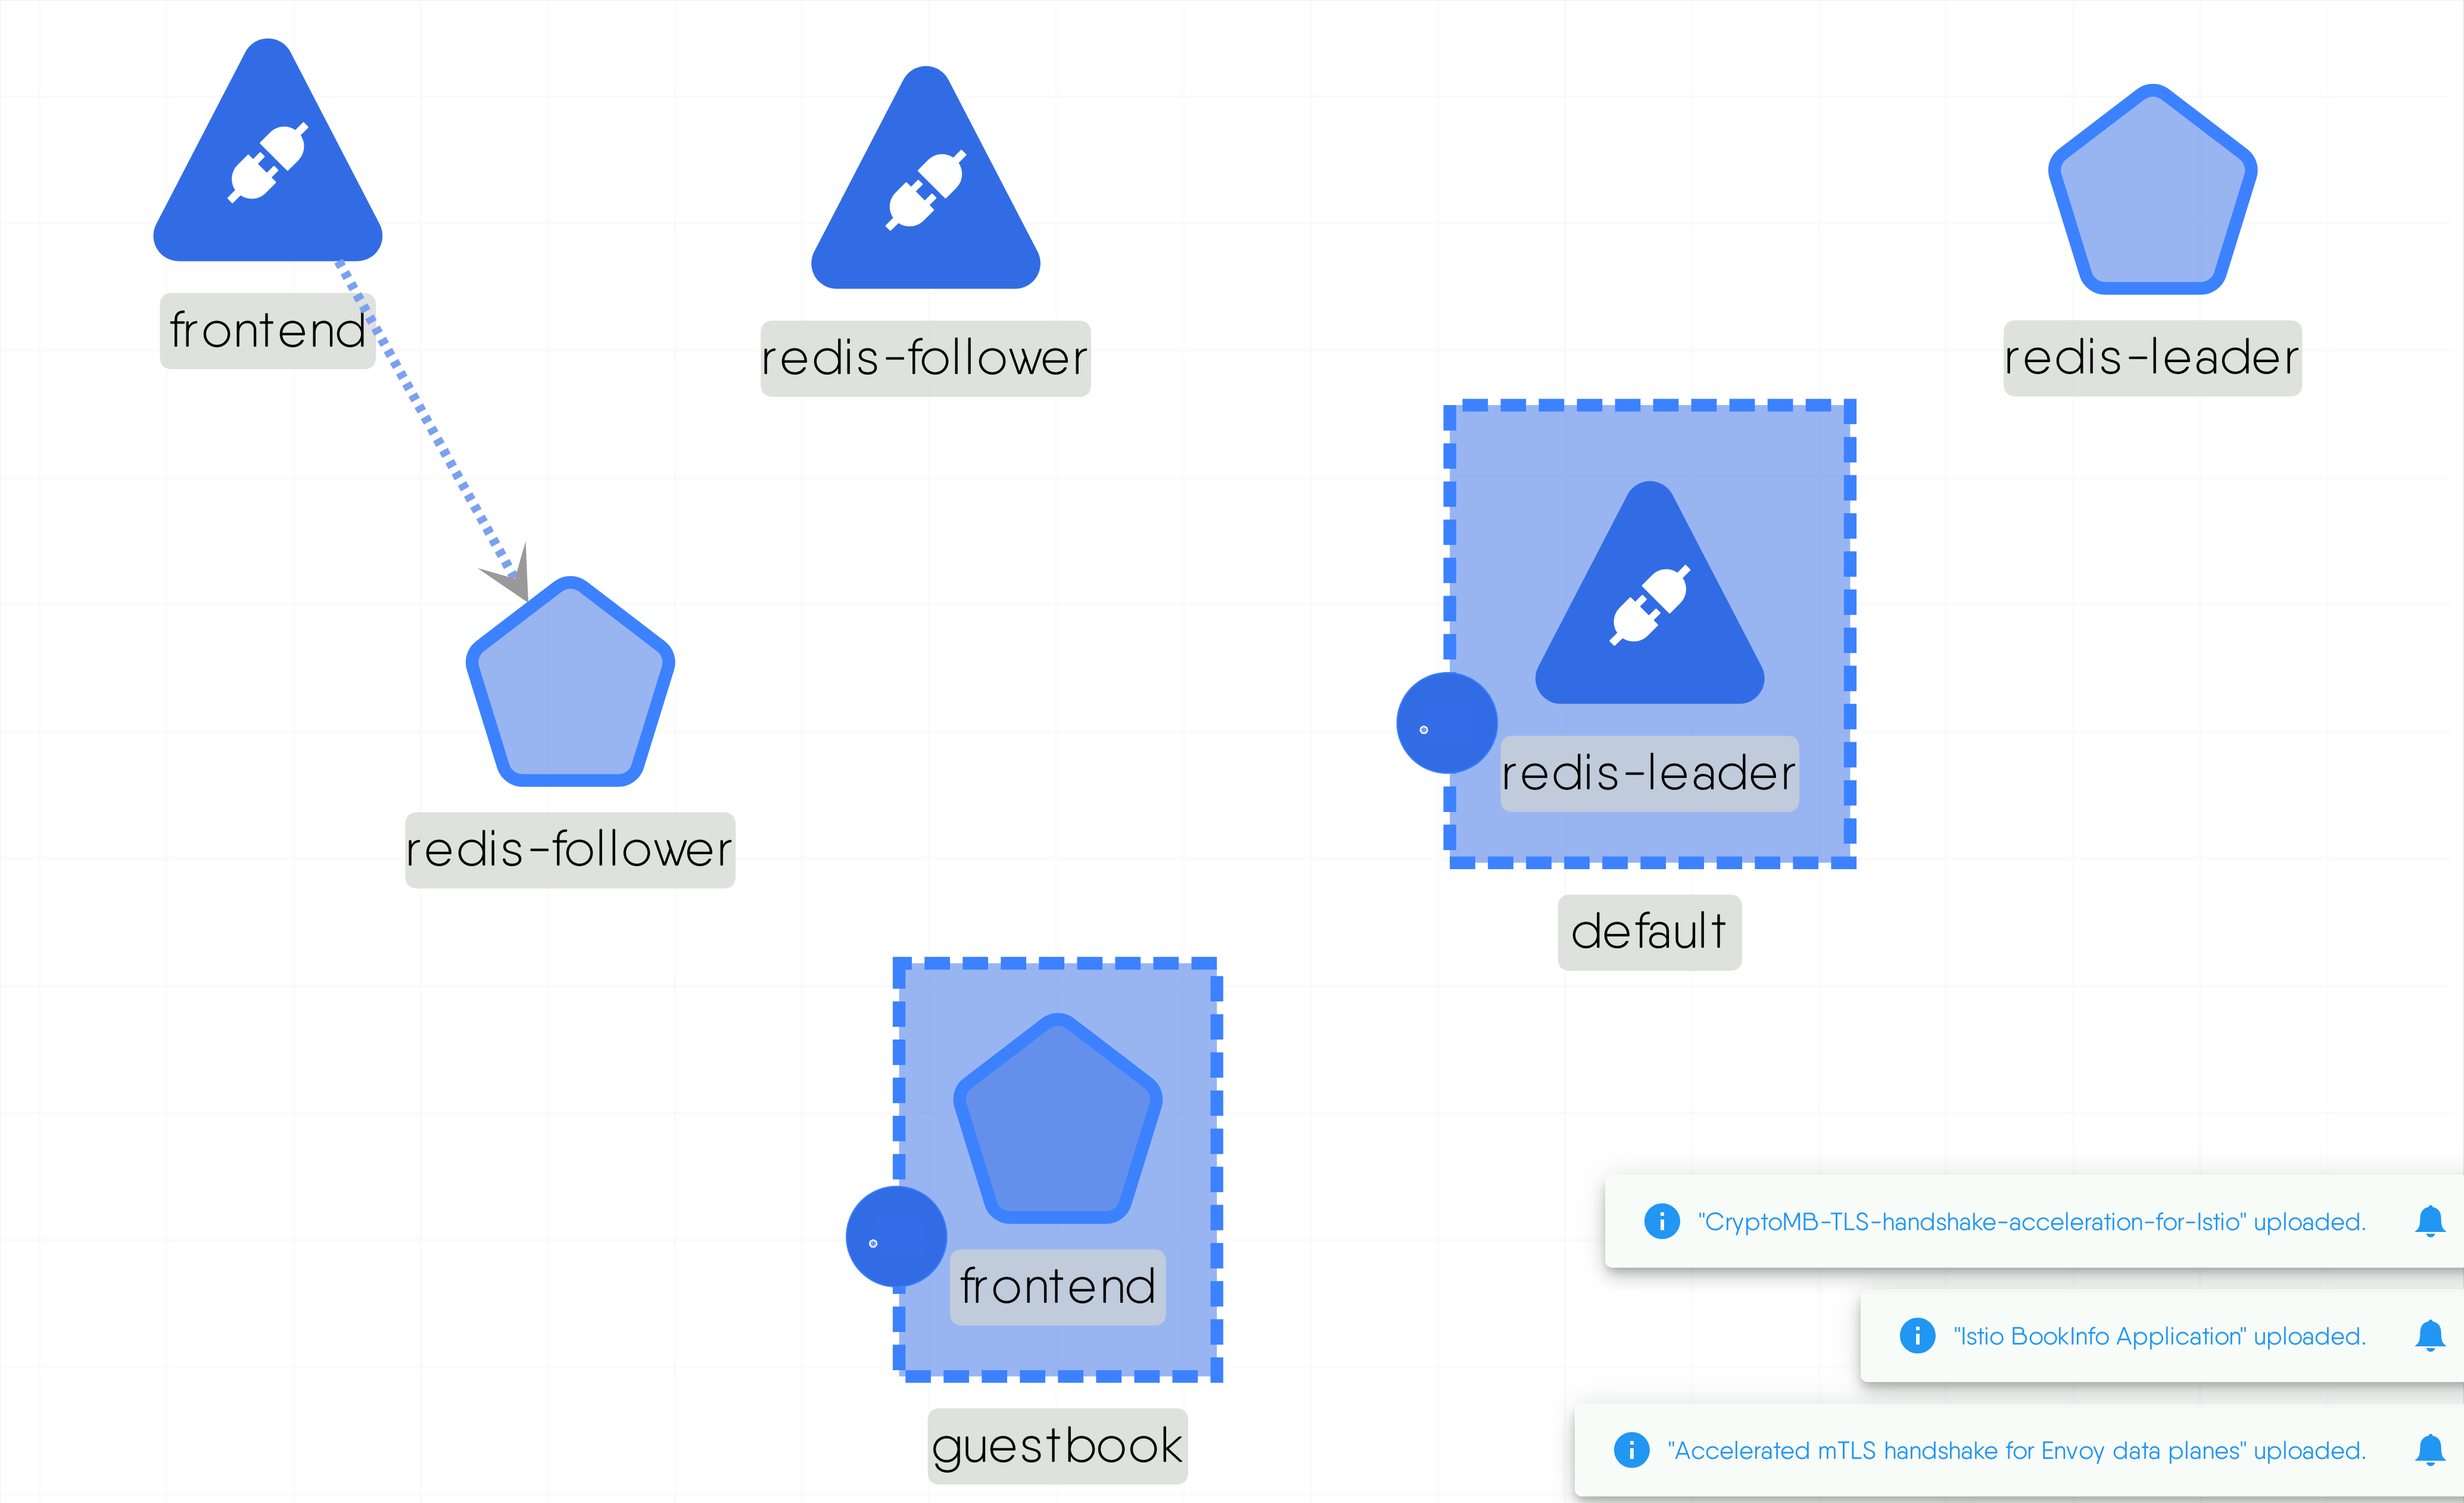 frontend
redis-follower
redis-leader
redis-follower
redis-leader
default
frontend
guestbook
"CryptoMB-TLS-handshake-acceleration-for-Istio" uploaded.
"Istio BookInfo Application" uploaded.
"Accelerated mTLS handshake for Envoy data planes" uploaded.